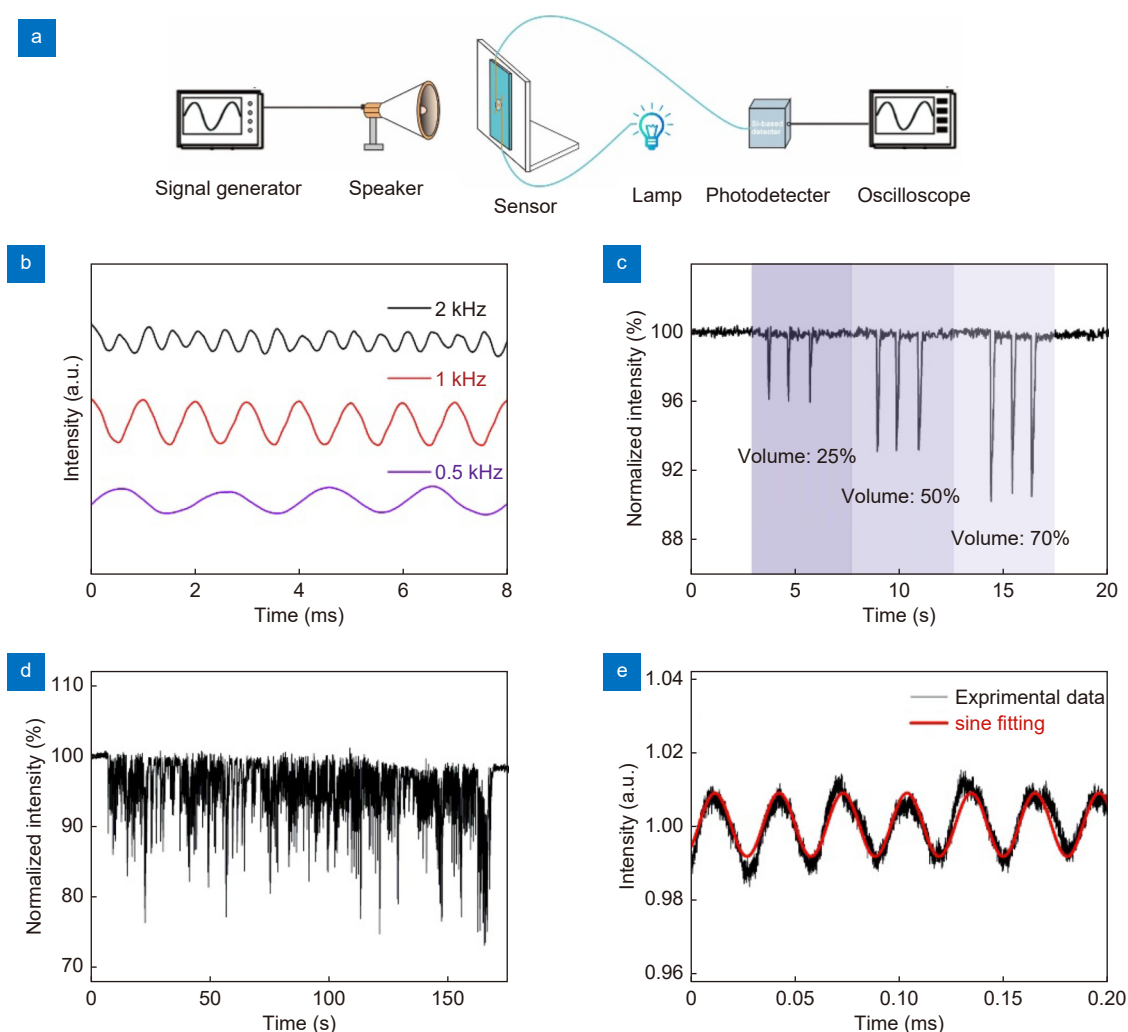 a
Si-based
detector
Signal generator
Speaker
Sensor
Lamp
Photodetecter
Oscilloscope
b
2 kHz
1 kHz
0.5 kHz
Intensity (a.u.)
0 2 4 6 8
Time (ms)
c
Normalized intensity (%)
100
96
92
88
Volume: 25%
Volume: 50%
Volume: 70%
0 5 10 15 20
Time (s)
d
Normalized intensity (%)
110
100
90
80
70
0 50 100 150
Time (s)
e
Intensity (a.u.)
1.04
1.02
1.00
0.98
0.96
Exprimental data
sine fitting
0 0.05 0.10 0.15 0.20
Time (ms)